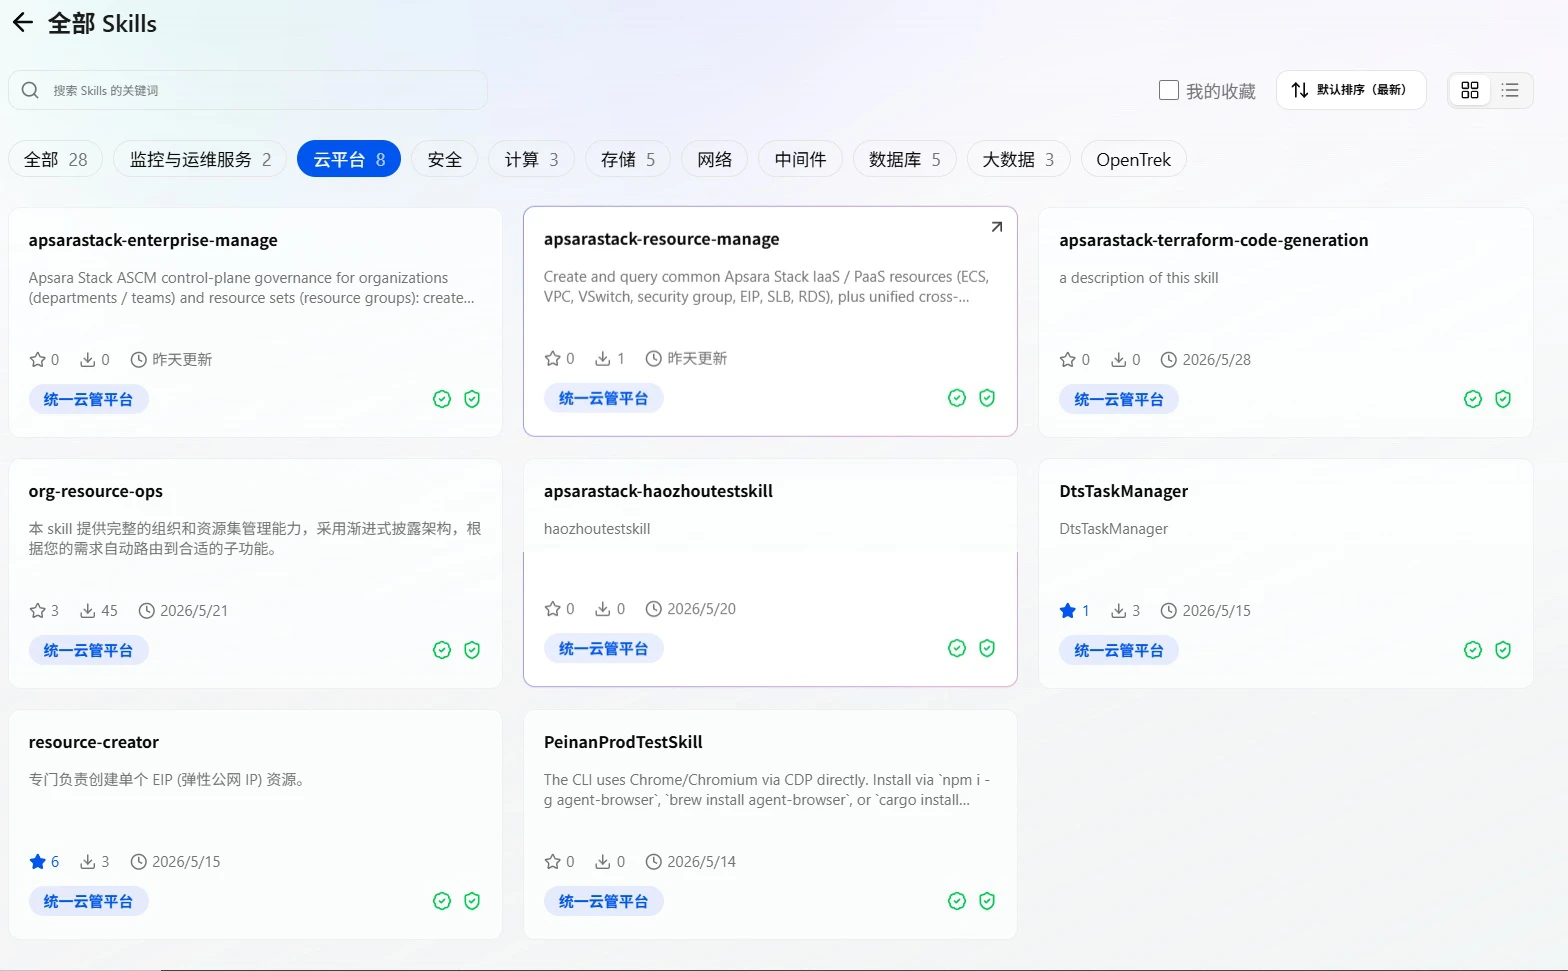 全部 Skills
搜索 Skills 的关键词
我的收藏
默认排序（最新）
全部 28
监控与运维服务 2
云平台 8
安全
计算 3
存储 5
网络
中间件
数据库 5
大数据 3
OpenTrek
apsarastack-enterprise-manage
Apsara Stack ASCM control-plane governance for organizations
(departments / teams) and resource sets (resource groups): create...
0 0 昨天更新
统一云管平台
apsarastack-resource-manage
Create and query common Apsara Stack IaaS / PaaS resources (ECS,
VPC, VSwitch, security group, EIP, SLB, RDS), plus unified cross-...
0 1 昨天更新
统一云管平台
apsarastack-terraform-code-generation
a description of this skill
0 0 2026/5/28
统一云管平台
org-resource-ops
本 skill 提供完整的组织和资源集管理能力，采用渐进式披露架构，根
据您的需求自动路由到合适的子功能。
3 45 2026/5/21
统一云管平台
apsarastack-haozhoutestskill
haozhoutestskill
0 0 2026/5/20
统一云管平台
DtsTaskManager
DtsTaskManager
1 3 2026/5/15
统一云管平台
resource-creator
专门负责创建单个 EIP (弹性公网 IP) 资源。
6 3 2026/5/15
统一云管平台
PeinanProdTestSkill
The CLI uses Chrome/Chromium via CDP directly. Install via `npm i -
g agent-browser`, `brew install agent-browser`, or `cargo install...
0 0 2026/5/14
统一云管平台